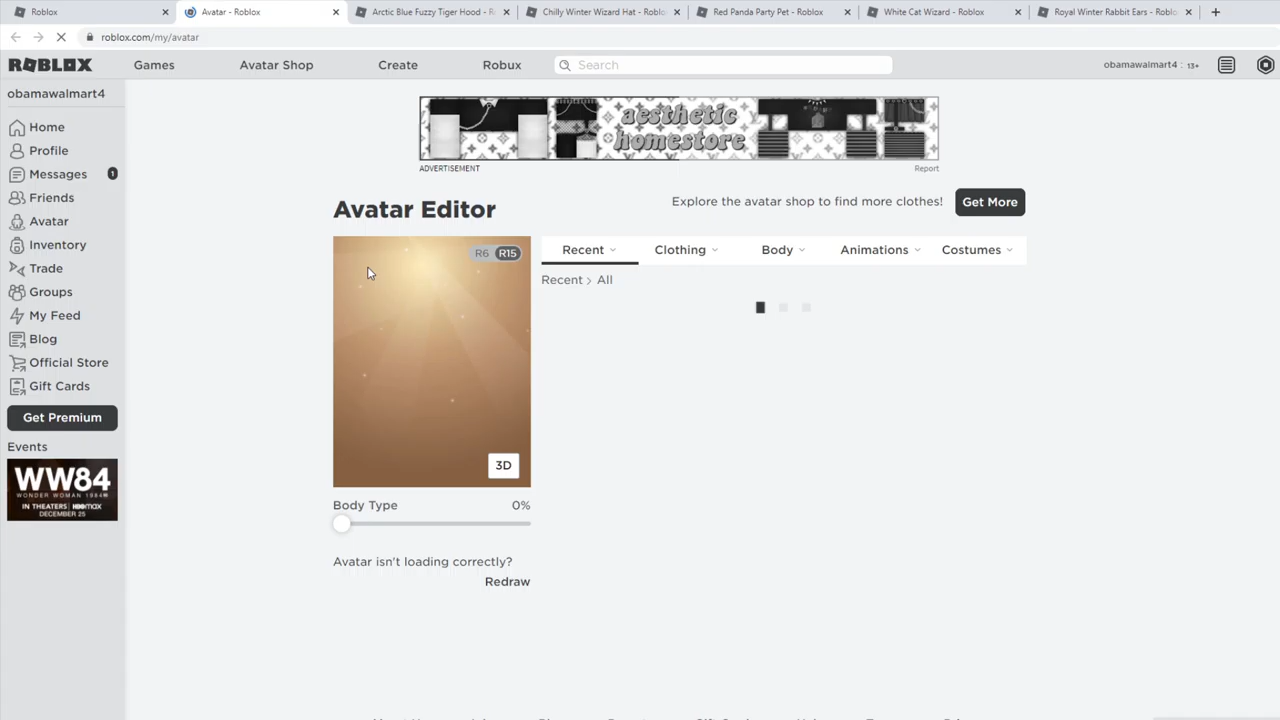 Roblox
Avatar - Roblox
Arctic Blue Fuzzy Tiger Hood - R
Chilly Winter Wizard Hat - Roblo
Red Panda Party Pet - Roblox
White Cat Wizard - Roblox
Royal Winter Rabbit Ears - Roblo
roblox.com/my/avatar
ROBLOX
Games
Avatar Shop
Create
Robux
Search
obamawalmart4 : 13+
obamawalmart4
Home
Profile
Messages 1
Friends
Avatar
Inventory
Trade
Groups
My Feed
Blog
Official Store
Gift Cards
Get Premium
Events
WW84
WONDER WOMAN 1984
IN THEATERS HBOmax
DECEMBER 25
aesthetic
homestore
ADVERTISEMENT
Report
Avatar Editor
Explore the avatar shop to find more clothes!
Get More
R6 R15
3D
Recent
Clothing
Body
Animations
Costumes
Recent > All
Body Type 0%
Avatar isn't loading correctly?
Redraw